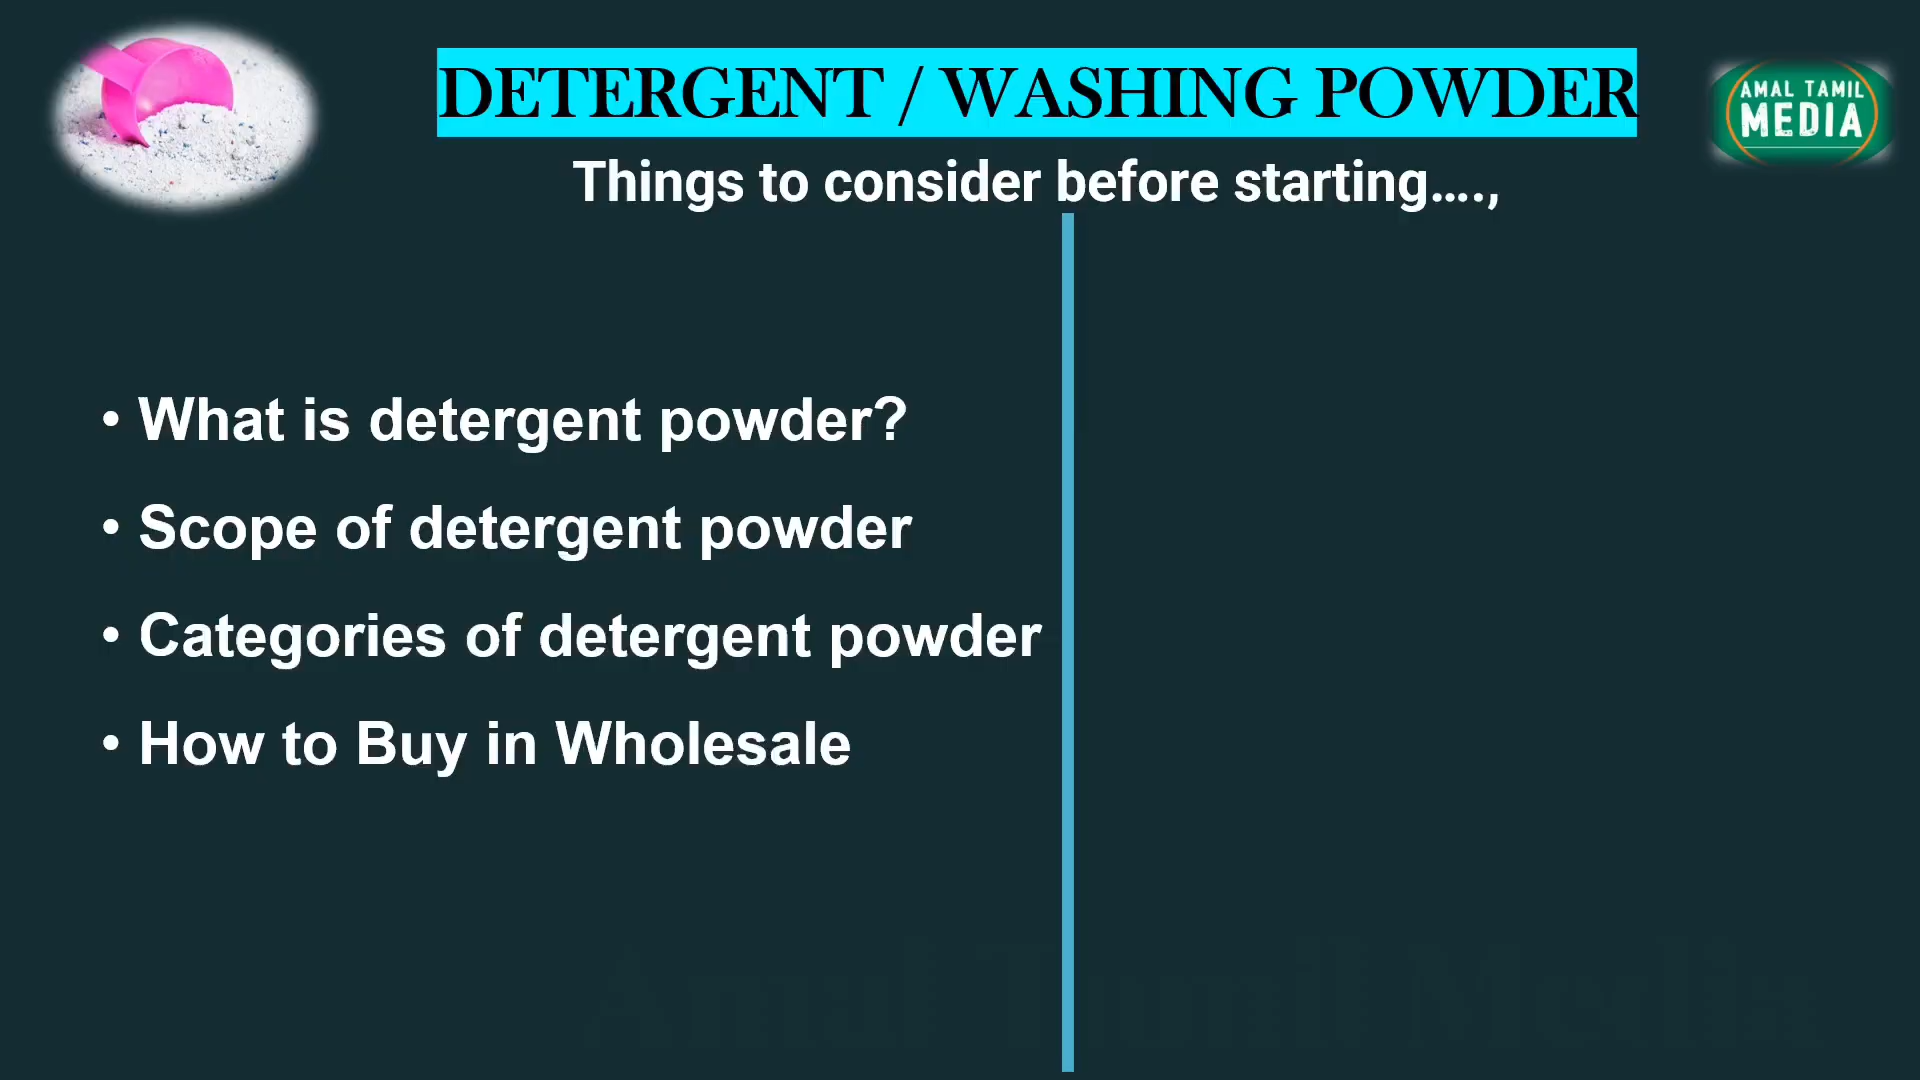 DETERGENT / WASHING POWDER
AMAL TAMIL
MEDIA
Things to consider before starting….,
• What is detergent powder?
• Scope of detergent powder
• Categories of detergent powder
• How to Buy in Wholesale